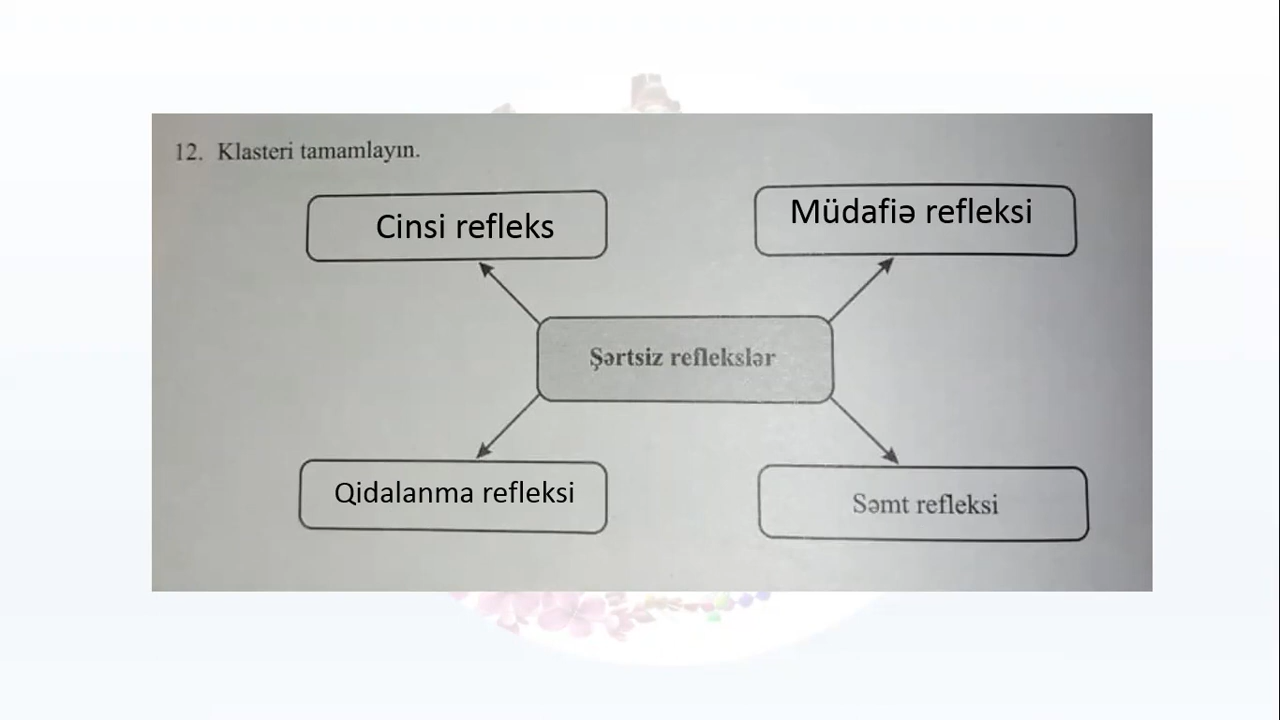 12. Klasteri tamamlayın.
Cinsi refleks
Müdafiə refleksi
Şərtsiz reflekslər
Qidalanma refleksi
Səmt refleksi